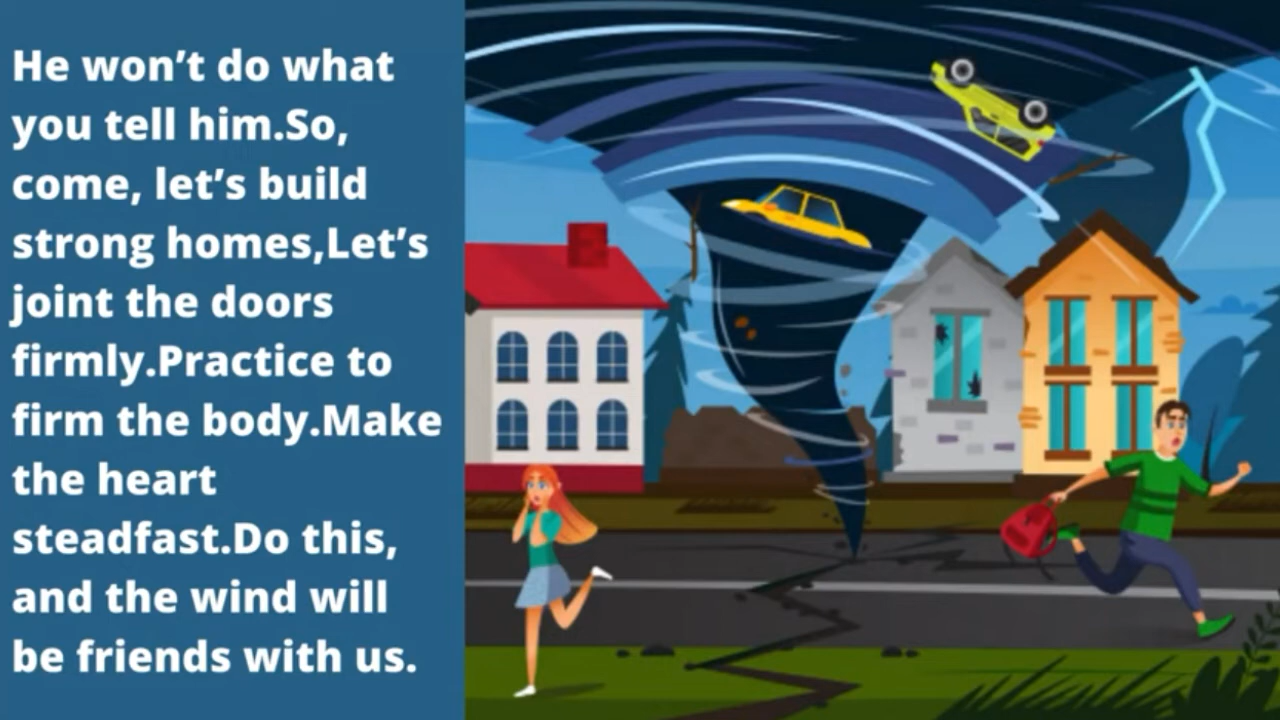 He won’t do what
you tell him.So,
come, let’s build
strong homes,Let’s
joint the doors
firmly.Practice to
firm the body.Make
the heart
steadfast.Do this,
and the wind will
be friends with us.